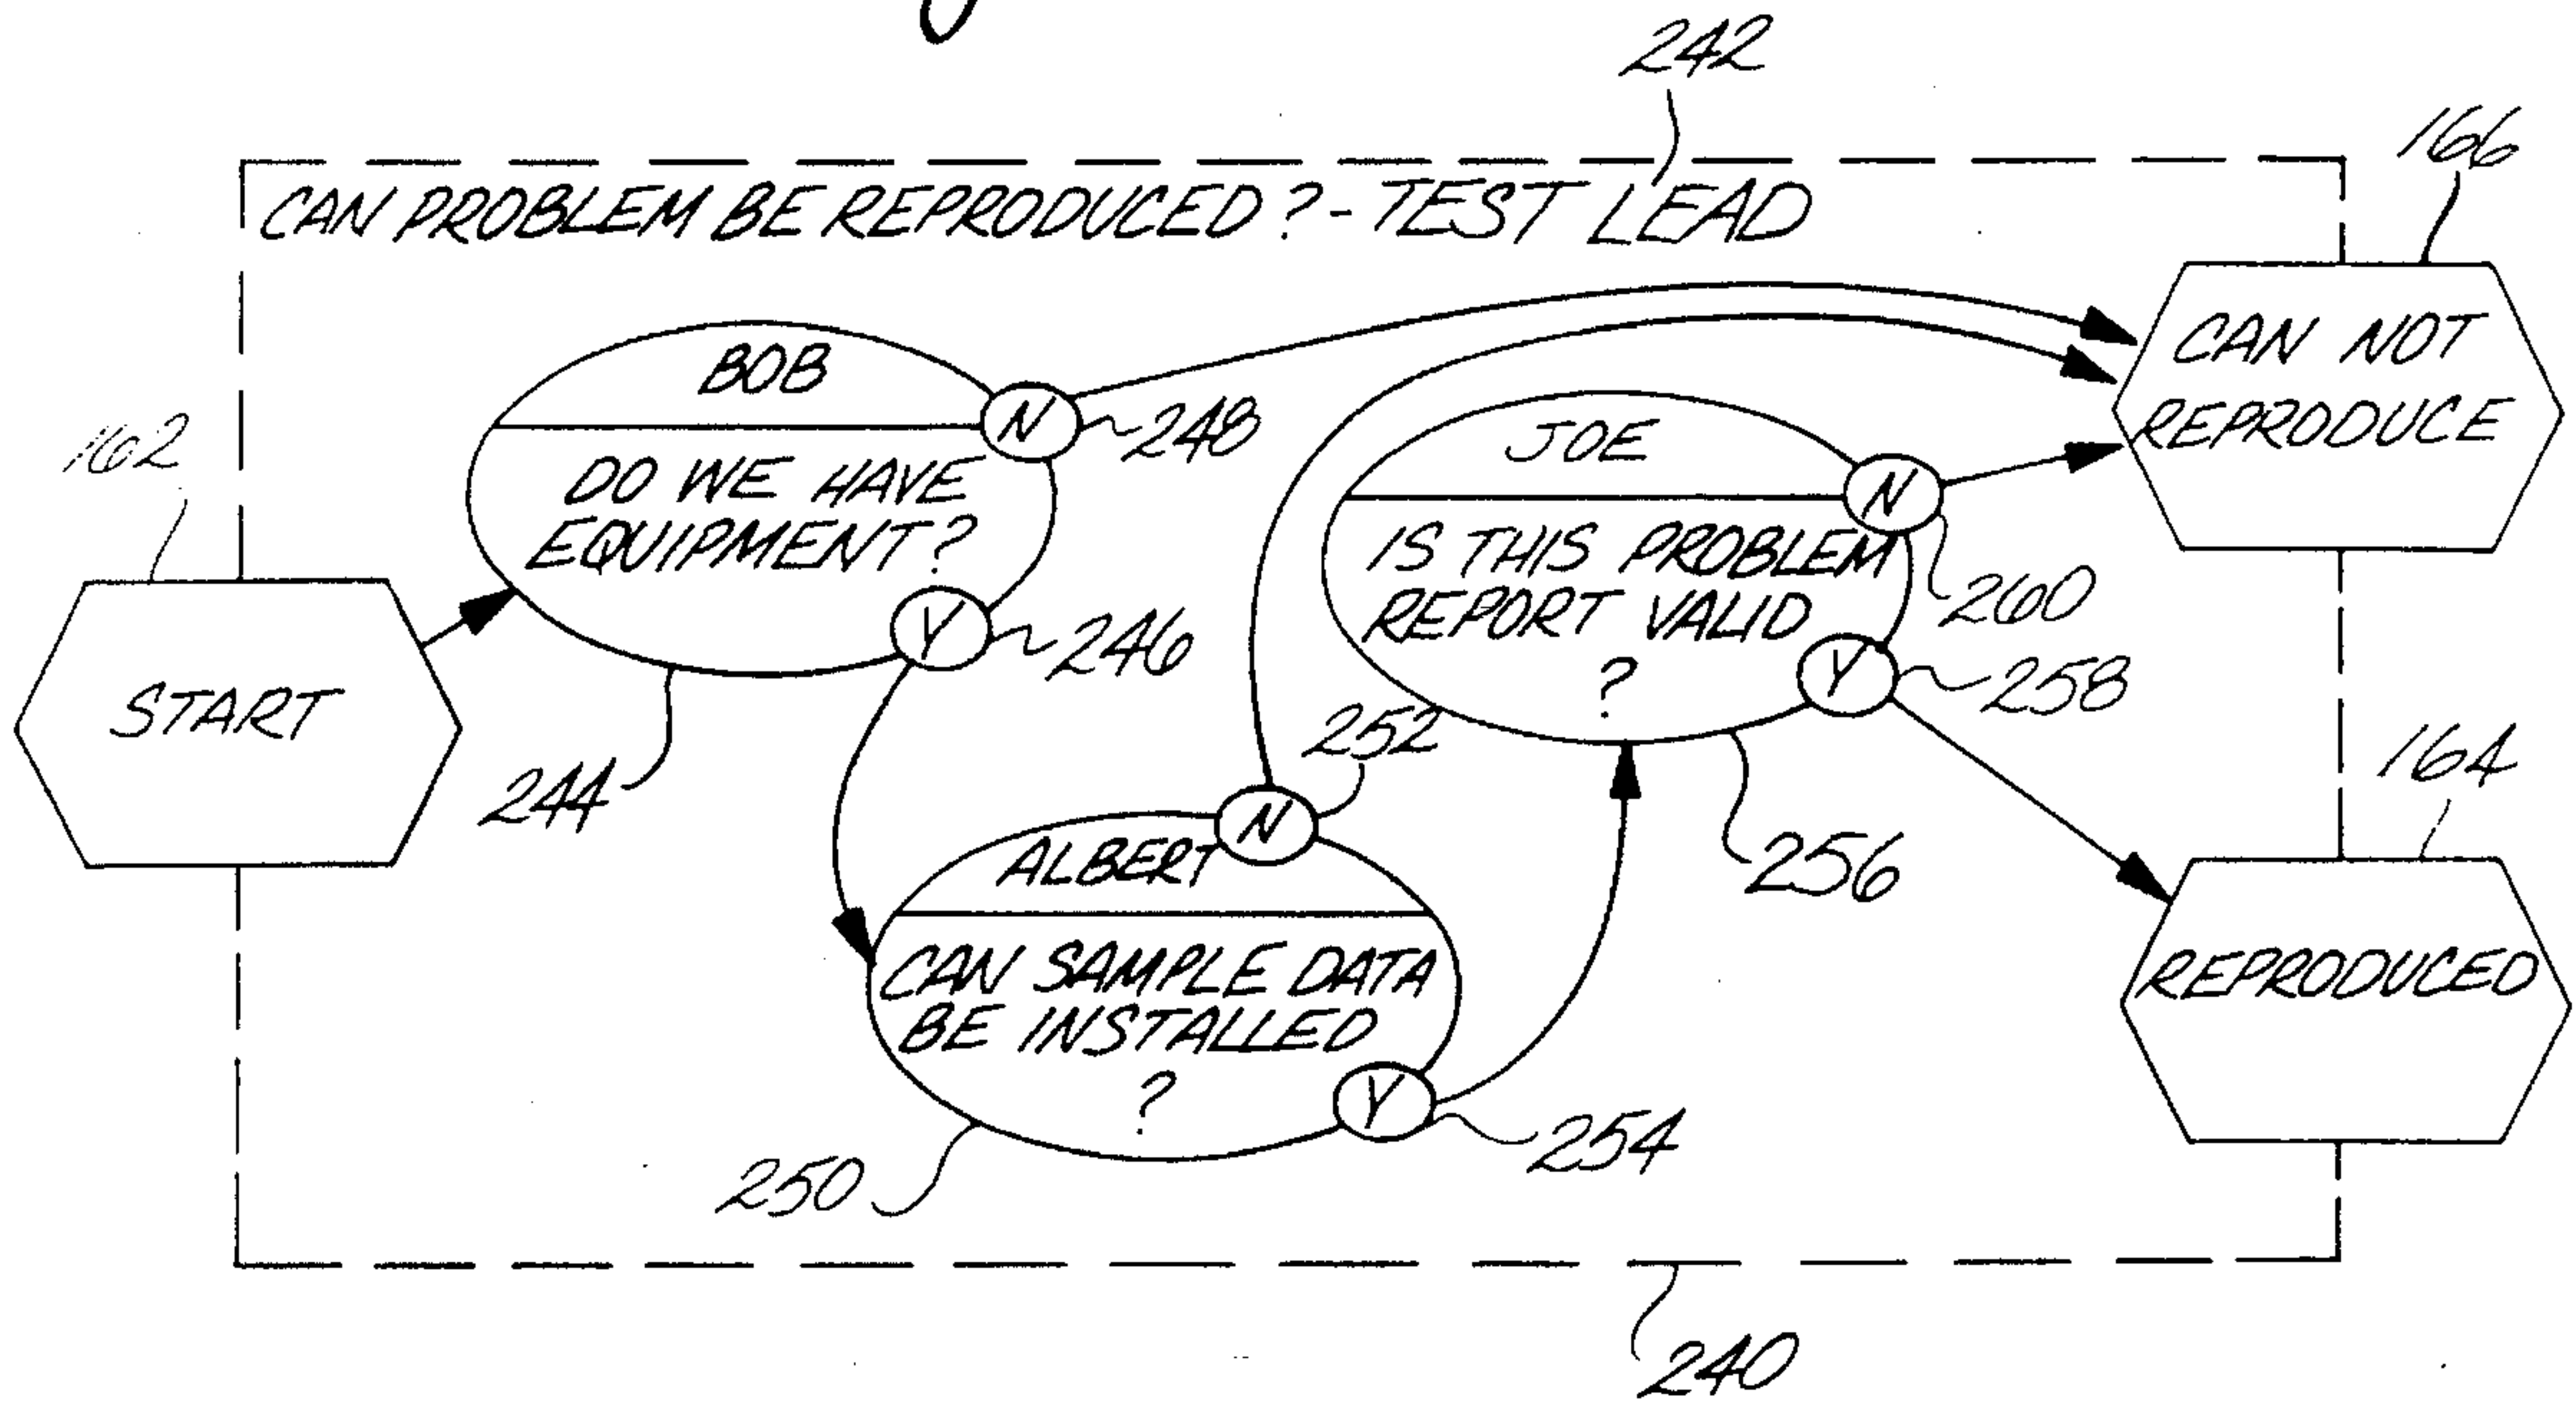 242
166
CAN PROBLEM BE REPRODUCED? - TEST LEAD
162
START
BOB
N
248
DO WE HAVE
EQUIPMENT?
Y
246
244
ALBERT
N
252
CAN SAMPLE DATA
BE INSTALLED
?
Y
254
250
JOE
N
260
IS THIS PROBLEM
REPORT VALID
?
Y
258
256
CAN NOT
REPRODUCE
164
REPRODUCED
240